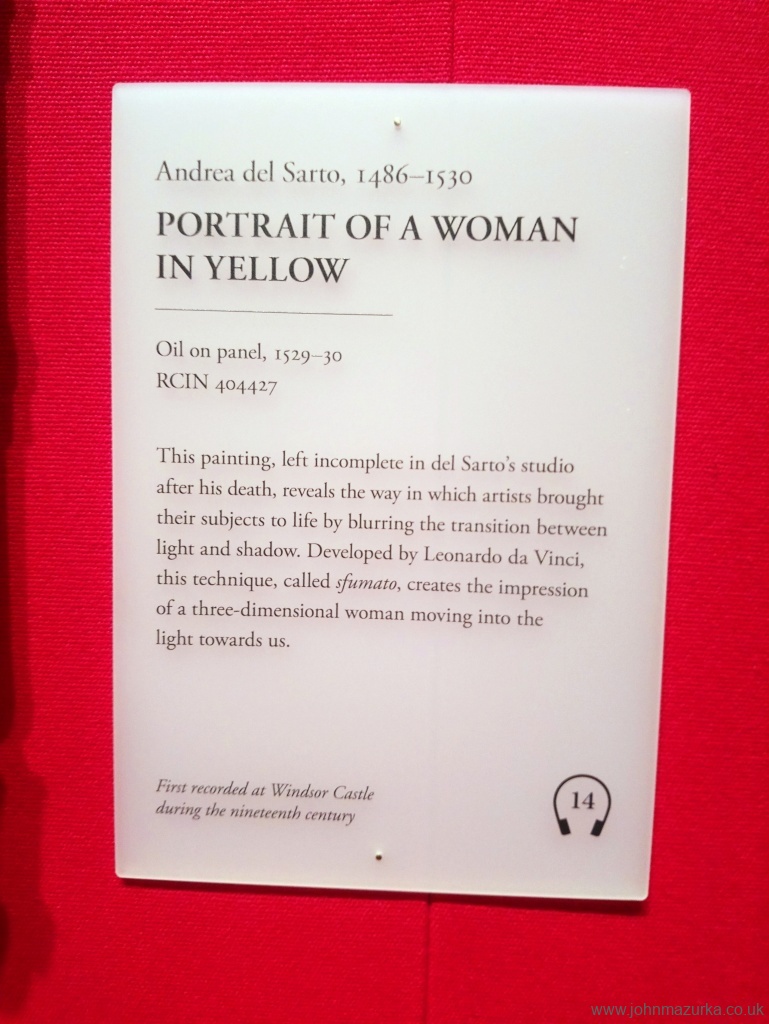 Andrea del Sarto, 1486–1530
PORTRAIT OF A WOMAN
IN YELLOW
Oil on panel, 1529–30
RCIN 404427
This painting, left incomplete in del Sarto's studio
after his death, reveals the way in which artists brought
their subjects to life by blurring the transition between
light and shadow. Developed by Leonardo da Vinci,
this technique, called sfumato, creates the impression
of a three-dimensional woman moving into the
light towards us.
First recorded at Windsor Castle
during the nineteenth century
14
www.johnmazurka.co.uk